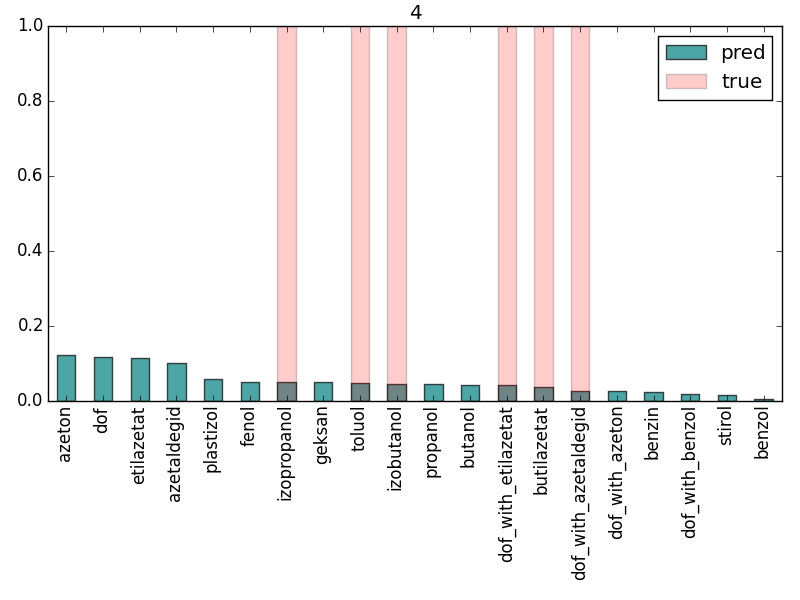 4
1.0
0.8
0.6
0.4
0.2
0.0
pred
true
azeton
dof
etilazetat
azetaldegid
plastizol
fenol
izopropanol
geksan
toluol
izobutanol
propanol
butanol
dof_with_etilazetat
butilazetat
dof_with_azetaldegid
dof_with_azeton
benzin
dof_with_benzol
stirol
benzol